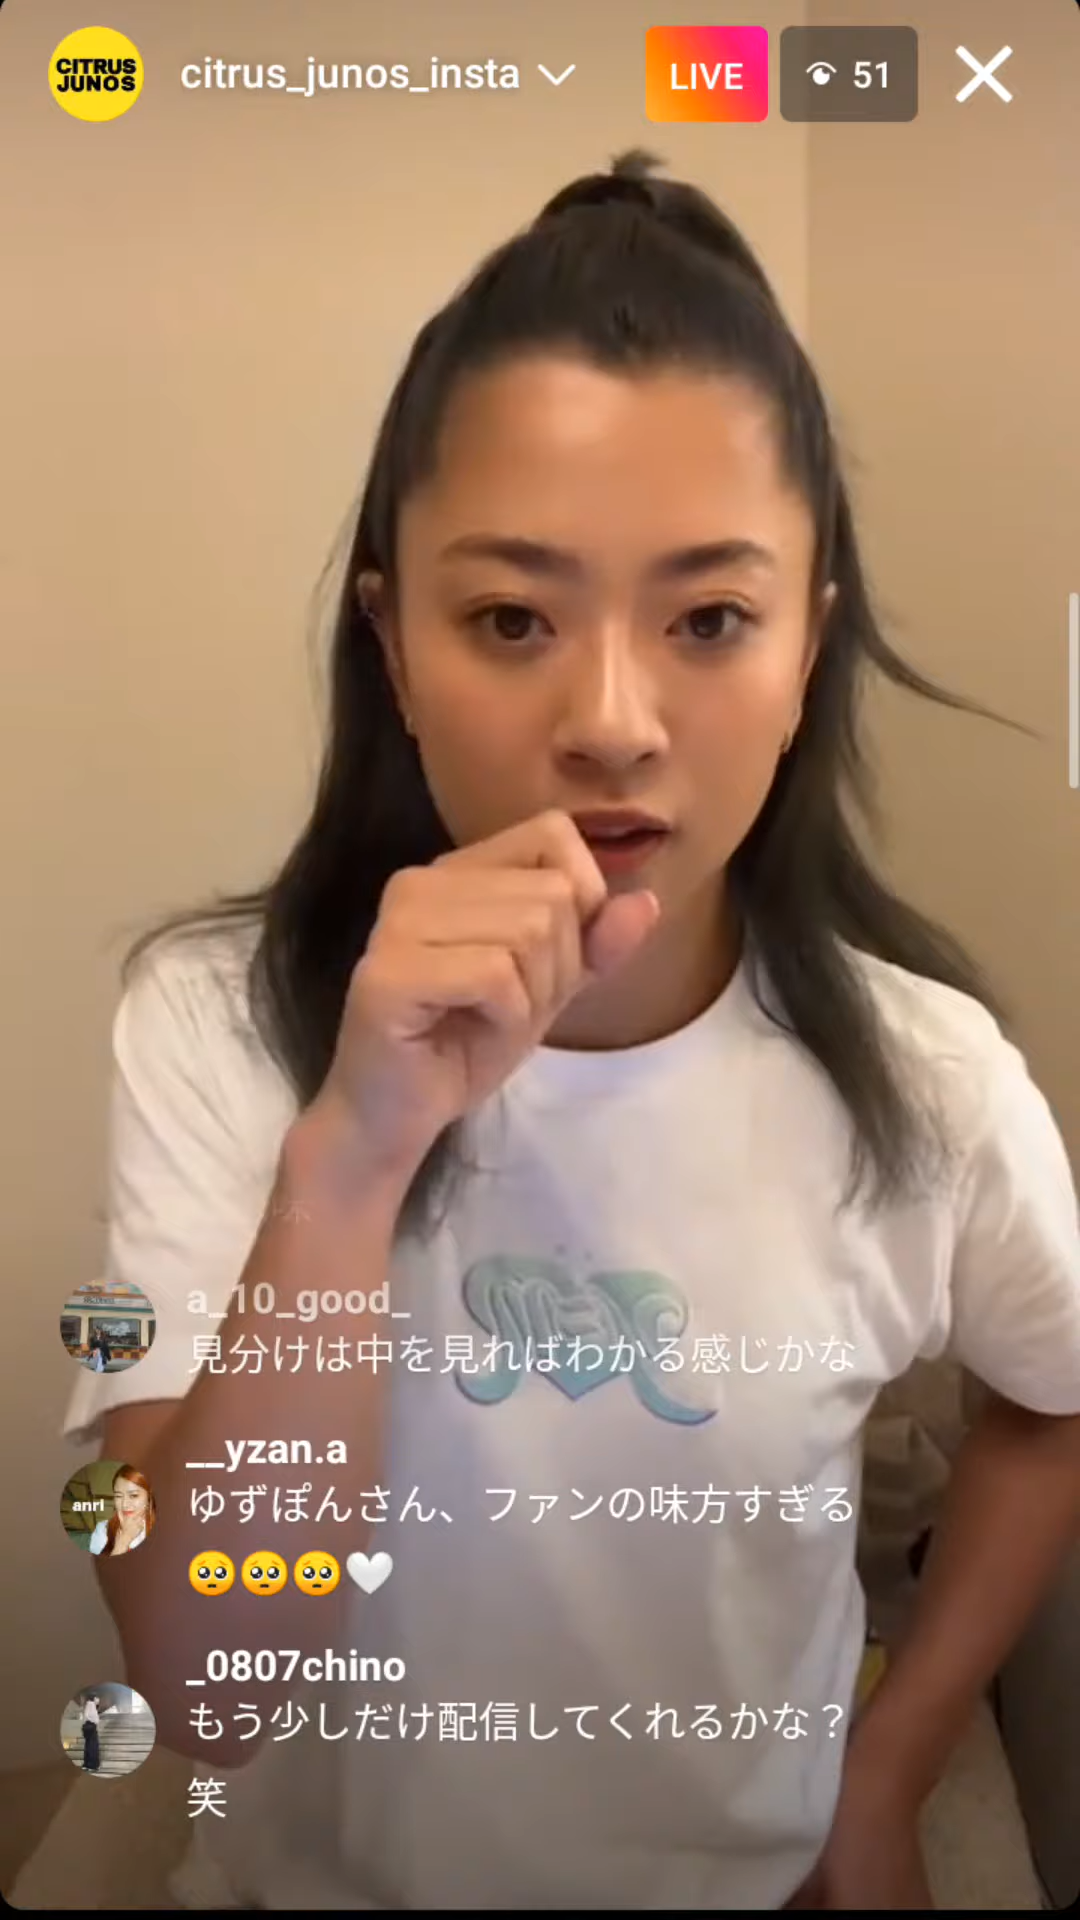 CITRUS
JUNOS
citrus_junos_insta
LIVE
51
a_10_good_
見分けは中を見ればわかる感じかな
__yzan.a
anri
ゆずぽんさん、ファンの味方すぎる
🥺🥺🥺🤍
_0807chino
もう少しだけ配信してくれるかな？
笑